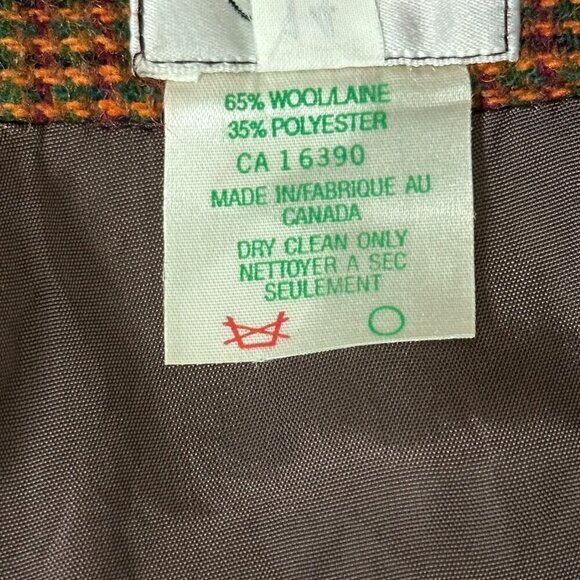 65% WOOL/LAINE
35% POLYESTER
CA 16390
MADE IN/FABRIQUE AU
CANADA
DRY CLEAN ONLY
NETTOYER A SEC
SEULEMENT